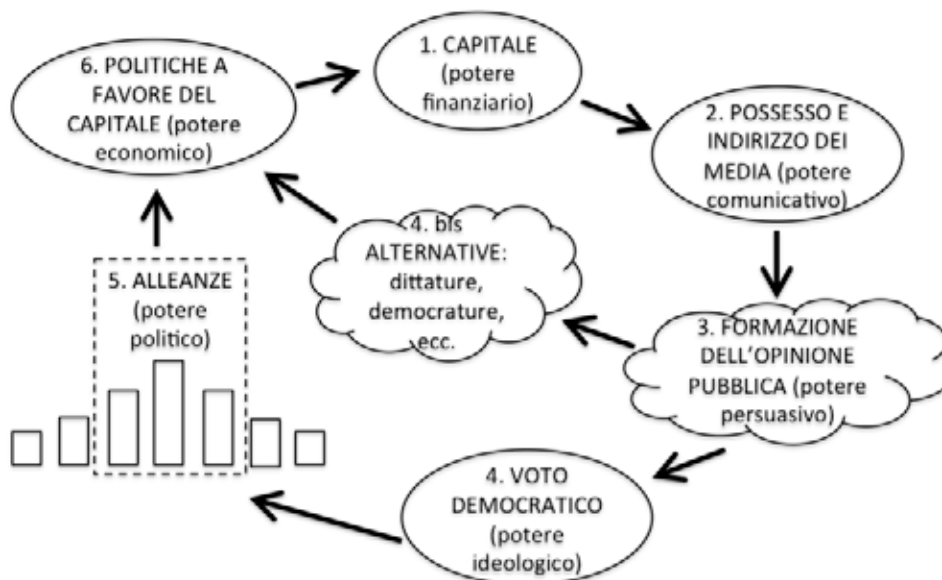 1. CAPITALE
(potere
finanziario)
2. POSSESSO E
INDIRIZZO DEI
MEDIA (potere
comunicativo)
3. FORMAZIONE
DELL'OPINIONE
PUBBLICA (potere
persuasivo)
4. VOTO
DEMOCRATICO
(potere
ideologico)
4. bis
ALTERNATIVE:
dittature,
democrature,
ecc.
5. ALLEANZE
(potere
politico)
6. POLITICHE A
FAVORE DEL
CAPITALE (potere
economico)